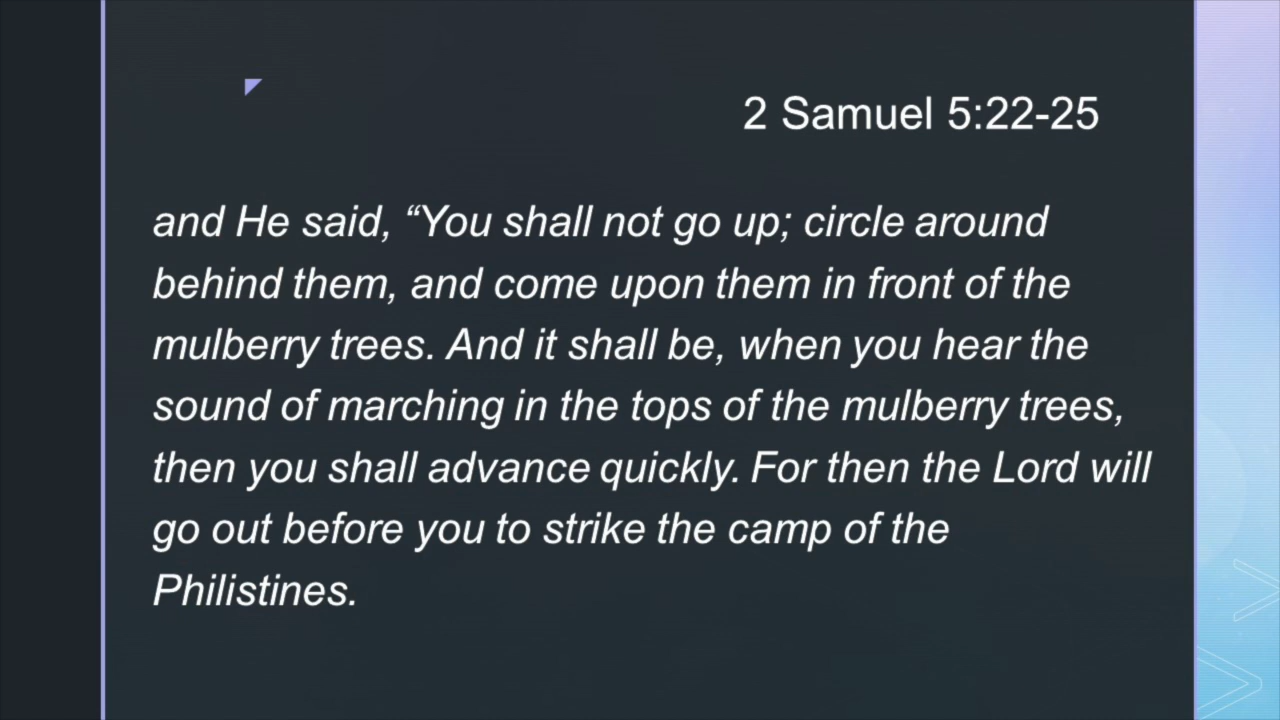 2 Samuel 5:22-25
and He said, “You shall not go up; circle around
behind them, and come upon them in front of the
mulberry trees. And it shall be, when you hear the
sound of marching in the tops of the mulberry trees,
then you shall advance quickly. For then the Lord will
go out before you to strike the camp of the
Philistines.